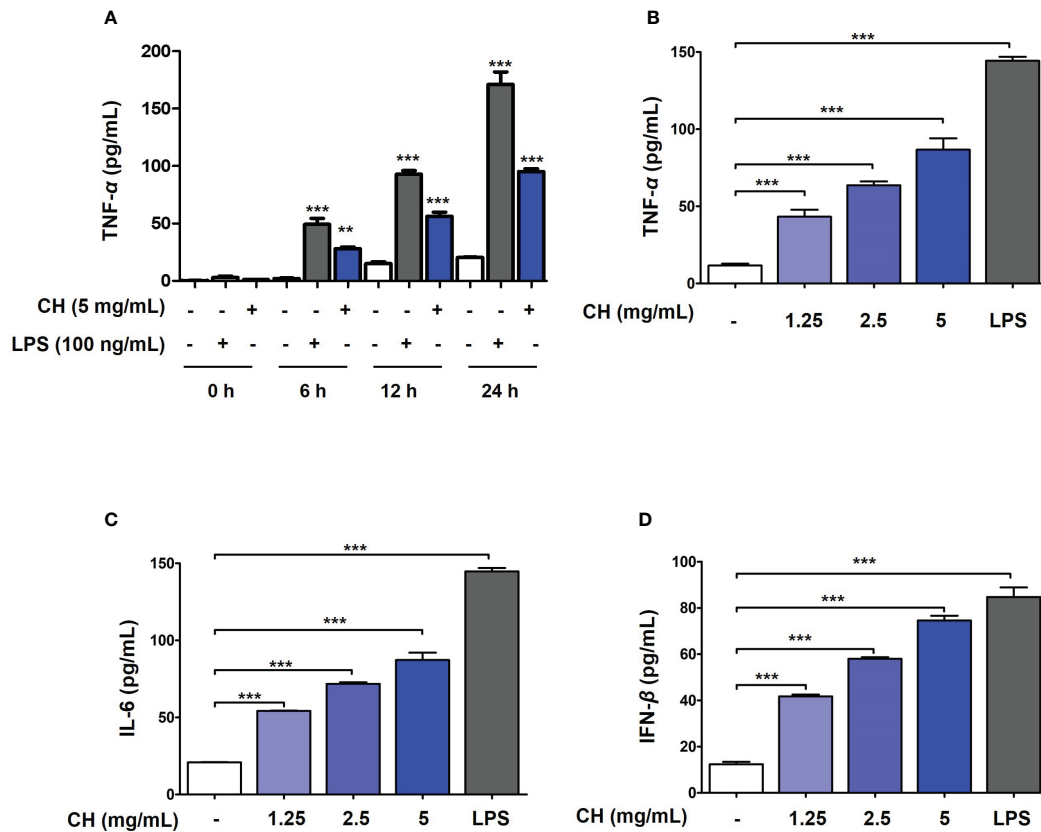 A
TNF-α (pg/mL)
200
150
100
50
0
***
**
***
***
***
***
CH (5 mg/mL) - - + - - + - - + - - +
LPS (100 ng/mL) - + - - + - - + - - + -
0 h 6 h 12 h 24 h
B
TNF-α (pg/mL)
150
100
50
0
***
***
***
***
CH (mg/mL) - 1.25 2.5 5 LPS
C
IL-6 (pg/mL)
150
100
50
0
***
***
***
***
CH (mg/mL) - 1.25 2.5 5 LPS
D
IFN-β (pg/mL)
100
80
60
40
20
0
***
***
***
***
CH (mg/mL) - 1.25 2.5 5 LPS